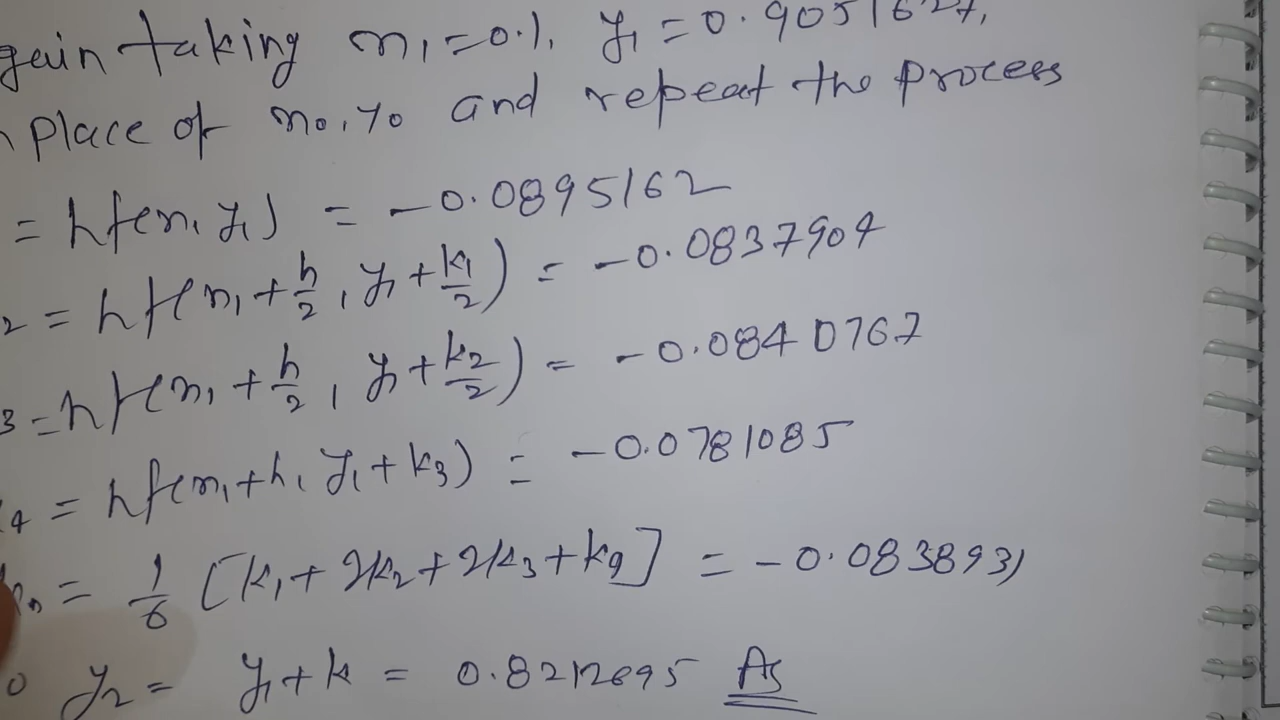 gain taking x₁ = 0.1, y₁ = 0.9051627,
place of x₀, y₀ and repeat the process
= hf(x₁ y₁) = -0.0895162
₂ = hf(x₁ + h/2, y₁ + k₁/2) = -0.0837904
₃ = hf(x₁ + h/2, y₁ + k₂/2) = -0.0840767
₄ = hf(x₁ + h, y₁ + k₃) = -0.0781085
= 1/6 [k₁ + 2k₂ + 2k₃ + k₄] = -0.0838931
y₂ = y₁ + k = 0.8212695 As